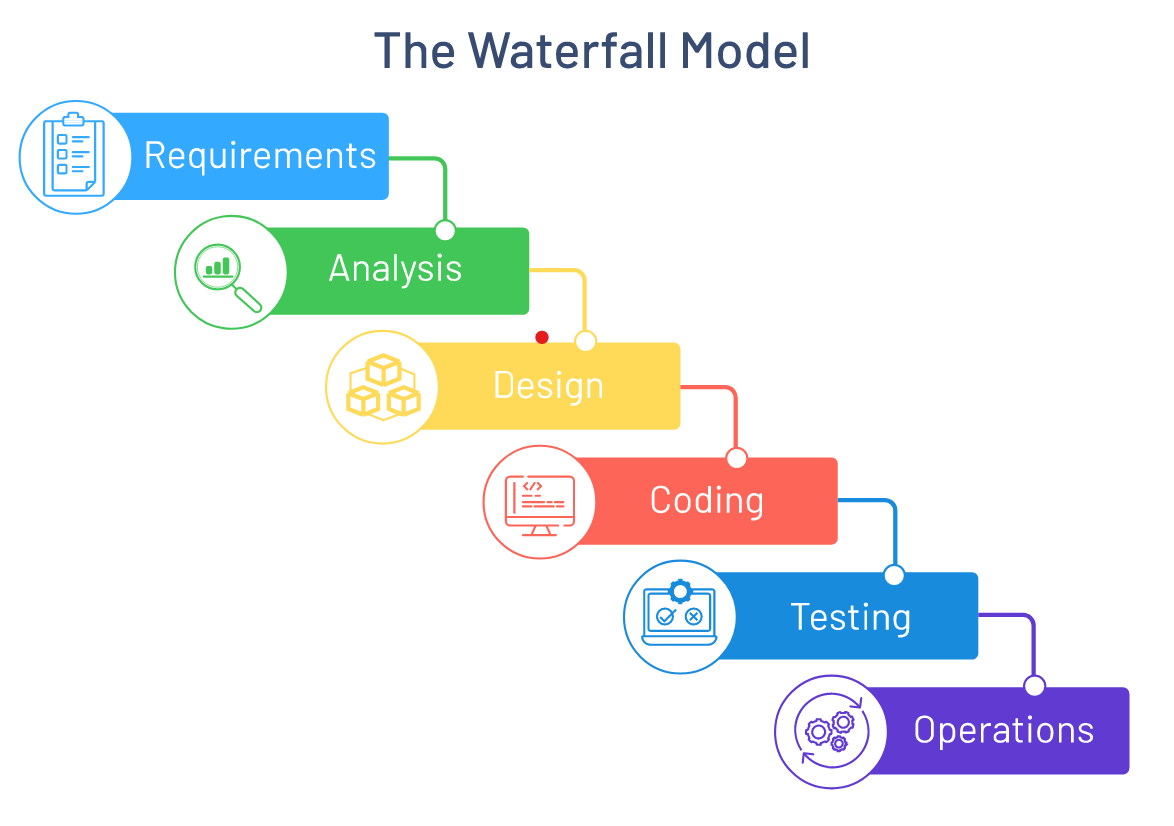 The Waterfall Model
Requirements
Analysis
Design
Coding
Testing
Operations